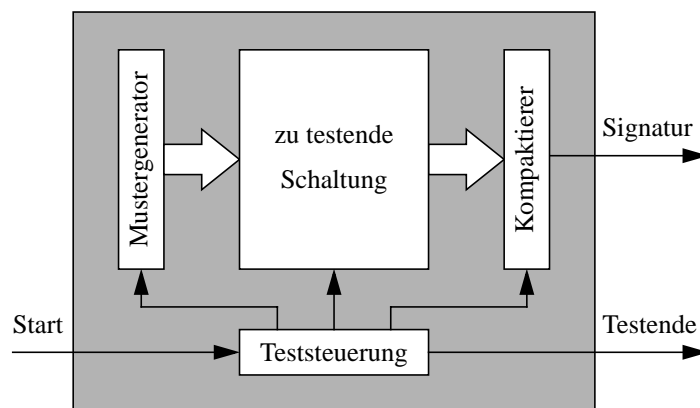 Mustergenerator
zu testende
Schaltung
Kompaktierer
Signatur
Start
Teststeuerung
Testende